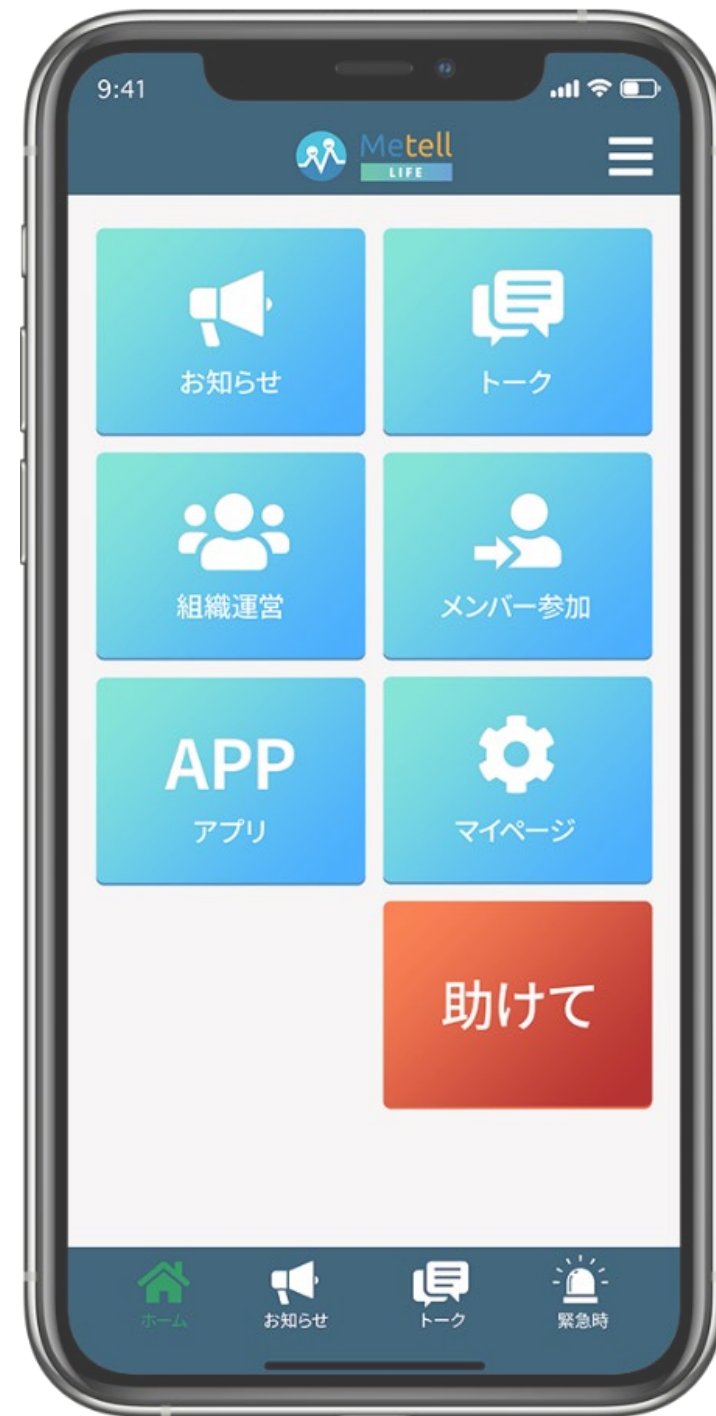 9:41
Metell
LIFE
お知らせ
トーク
組織運営
メンバー参加
APP
アプリ
マイページ
助けて
ホーム
お知らせ
トーク
緊急時